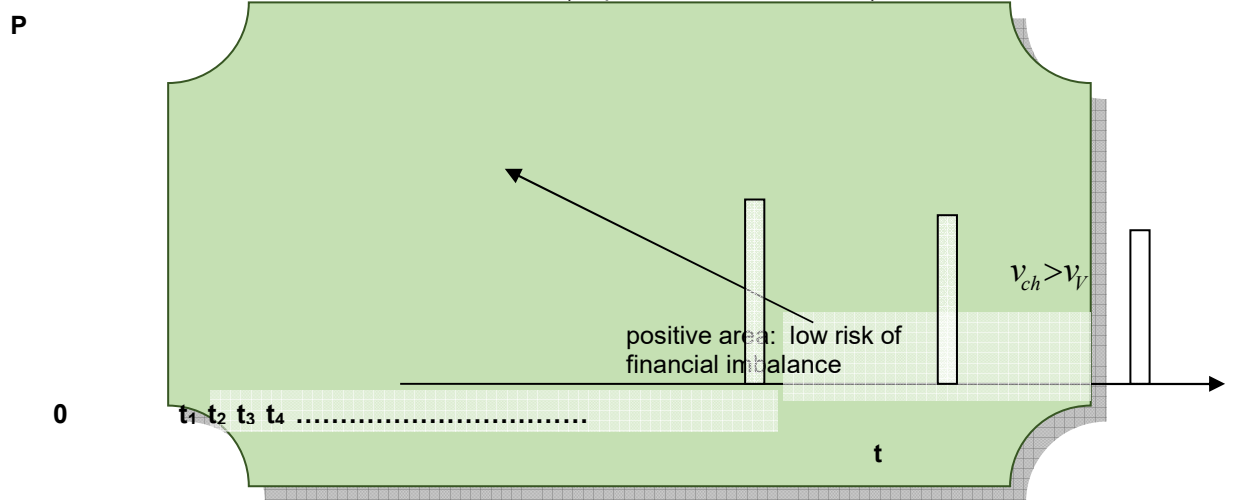 P
v_ch>v_V
positive area: low risk of
financial imbalance
0
t₁ t₂ t₃ t₄ .................................
t